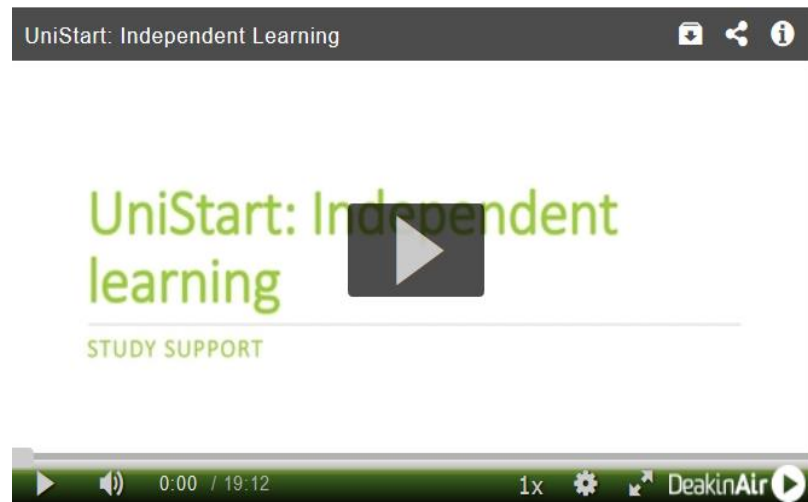 UniStart: Independent Learning
UniStart: Independent
learning
STUDY SUPPORT
0:00 / 19:12
1x
DeakinAir